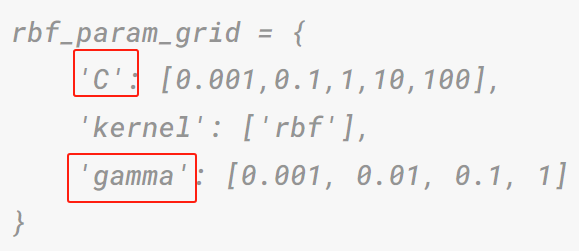 rbf_param_grid = {
'C': [0.001,0.1,1,10,100],
'kernel': ['rbf'],
'gamma': [0.001, 0.01, 0.1, 1]
}